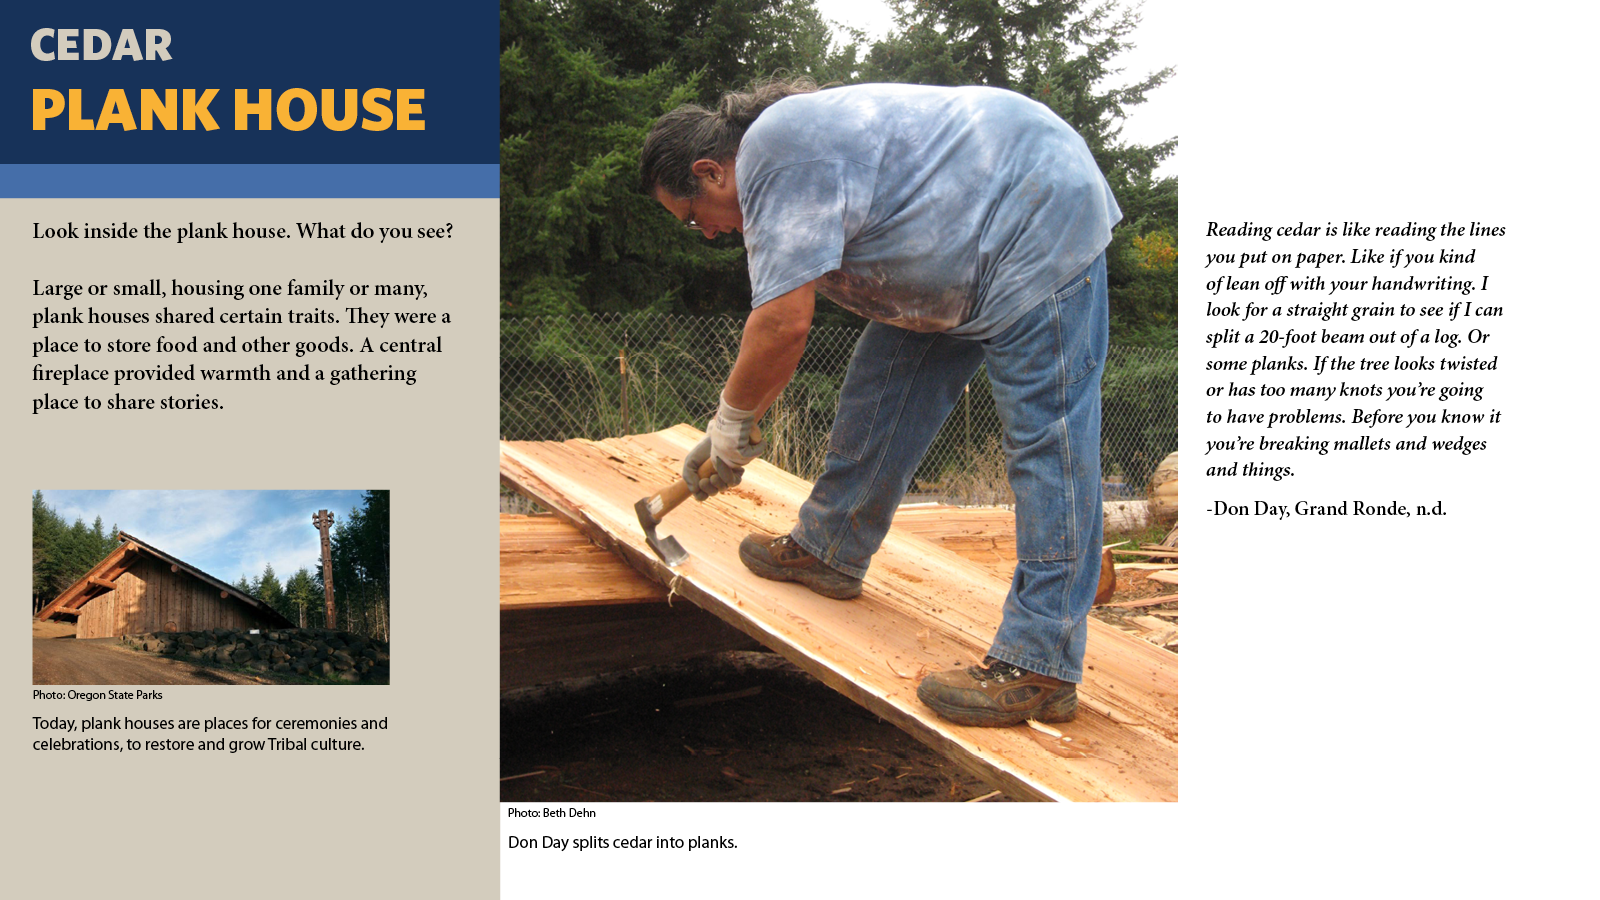 CEDAR
PLANK HOUSE
Look inside the plank house. What do you see?
Large or small, housing one family or many,
plank houses shared certain traits. They were a
place to store food and other goods. A central
fireplace provided warmth and a gathering
place to share stories.
Photo: Oregon State Parks
Today, plank houses are places for ceremonies and
celebrations, to restore and grow Tribal culture.
Photo: Beth Dehn
Don Day splits cedar into planks.
Reading cedar is like reading the lines
you put on paper. Like if you kind
of lean off with your handwriting. I
look for a straight grain to see if I can
split a 20-foot beam out of a log. Or
some planks. If the tree looks twisted
or has too many knots you’re going
to have problems. Before you know it
you’re breaking mallets and wedges
and things.
-Don Day, Grand Ronde, n.d.